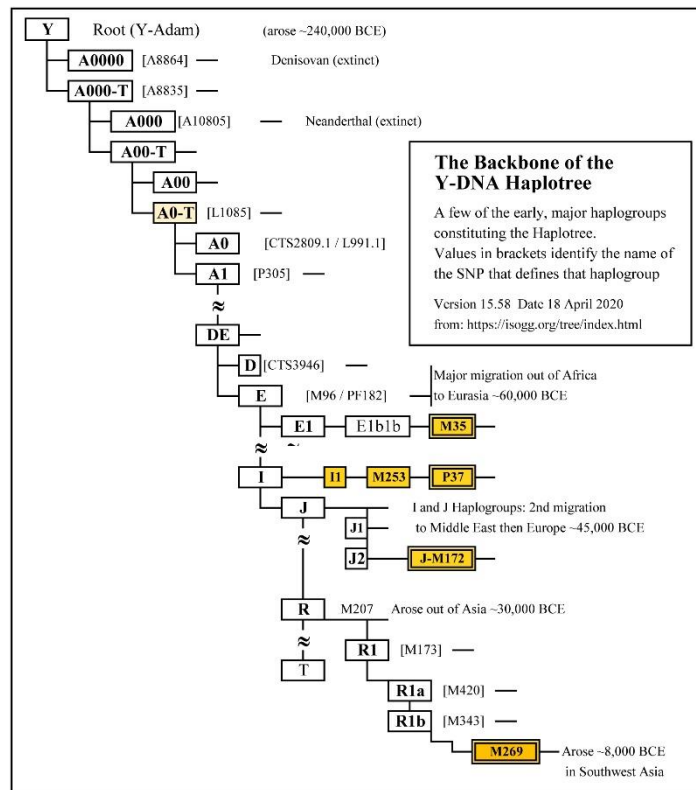 Y Root (Y-Adam) (arose ~240,000 BCE)
A0000 [A8864] Denisovan (extinct)
A000-T [A8835]
A000 [A10805] Neanderthal (extinct)
A00-T
A00
A0-T [L1085]
A0 [CTS2809.1 / L991.1]
A1 [P305]
≈
DE
D [CTS3946]
E [M96 / PF182]
Major migration out of Africa
to Eurasia ~60,000 BCE
E1 E1b1b M35
≈
I I1 M253 P37
J
I and J Haplogroups: 2nd migration
to Middle East then Europe ~45,000 BCE
J1
≈
J2 J-M172
R M207 Arose out of Asia ~30,000 BCE
≈
R1 [M173]
T
R1a [M420]
R1b [M343]
M269 Arose ~8,000 BCE
in Southwest Asia
The Backbone of the
Y-DNA Haplotree
A few of the early, major haplogroups
constituting the Haplotree.
Values in brackets identify the name of
the SNP that defines that haplogroup
Version 15.58 Date 18 April 2020
from: https://isogg.org/tree/index.html